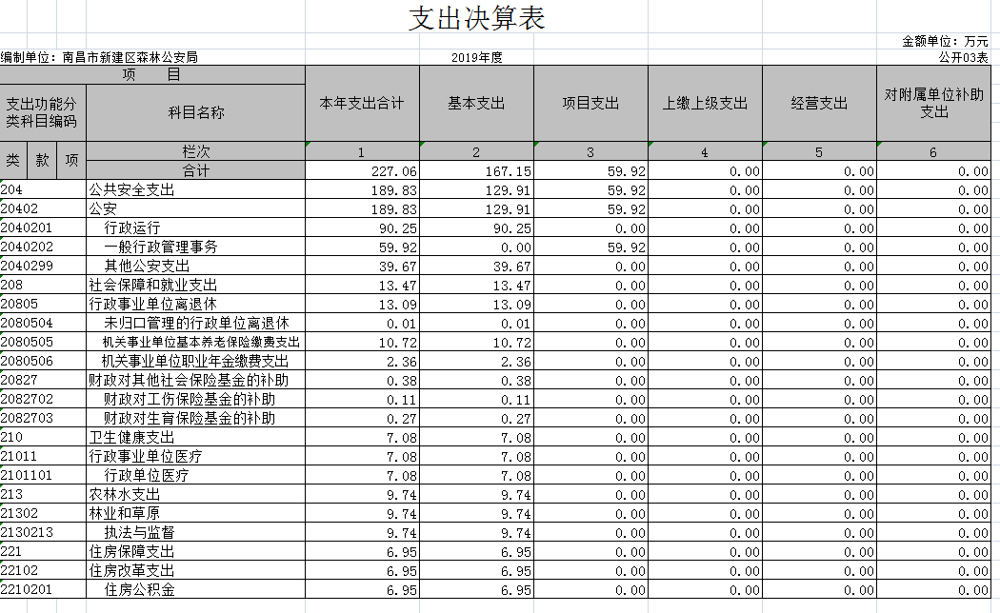 支出决算表
金额单位：万元
编制单位：南昌市新建区森林公安局 2019年度 公开03表
项 目 本年支出合计 基本支出 项目支出 上缴上级支出 经营支出 对附属单位补助
支出
支出功能分
类科目编码 科目名称
类 款 项 栏次 1 2 3 4 5 6
合计 227.06 167.15 59.92 0.00 0.00 0.00
204 公共安全支出 189.83 129.91 59.92 0.00 0.00 0.00
20402 公安 189.83 129.91 59.92 0.00 0.00 0.00
2040201 行政运行 90.25 90.25 0.00 0.00 0.00 0.00
2040202 一般行政管理事务 59.92 0.00 59.92 0.00 0.00 0.00
2040299 其他公安支出 39.67 39.67 0.00 0.00 0.00 0.00
208 社会保障和就业支出 13.47 13.47 0.00 0.00 0.00 0.00
20805 行政事业单位离退休 13.09 13.09 0.00 0.00 0.00 0.00
2080504 未归口管理的行政单位离退休 0.01 0.01 0.00 0.00 0.00 0.00
2080505 机关事业单位基本养老保险缴费支出 10.72 10.72 0.00 0.00 0.00 0.00
2080506 机关事业单位职业年金缴费支出 2.36 2.36 0.00 0.00 0.00 0.00
20827 财政对其他社会保险基金的补助 0.38 0.38 0.00 0.00 0.00 0.00
2082702 财政对工伤保险基金的补助 0.11 0.11 0.00 0.00 0.00 0.00
2082703 财政对生育保险基金的补助 0.27 0.27 0.00 0.00 0.00 0.00
210 卫生健康支出 7.08 7.08 0.00 0.00 0.00 0.00
21011 行政事业单位医疗 7.08 7.08 0.00 0.00 0.00 0.00
2101101 行政单位医疗 7.08 7.08 0.00 0.00 0.00 0.00
213 农林水支出 9.74 9.74 0.00 0.00 0.00 0.00
21302 林业和草原 9.74 9.74 0.00 0.00 0.00 0.00
2130213 执法与监督 9.74 9.74 0.00 0.00 0.00 0.00
221 住房保障支出 6.95 6.95 0.00 0.00 0.00 0.00
22102 住房改革支出 6.95 6.95 0.00 0.00 0.00 0.00
2210201 住房公积金 6.95 6.95 0.00 0.00 0.00 0.00